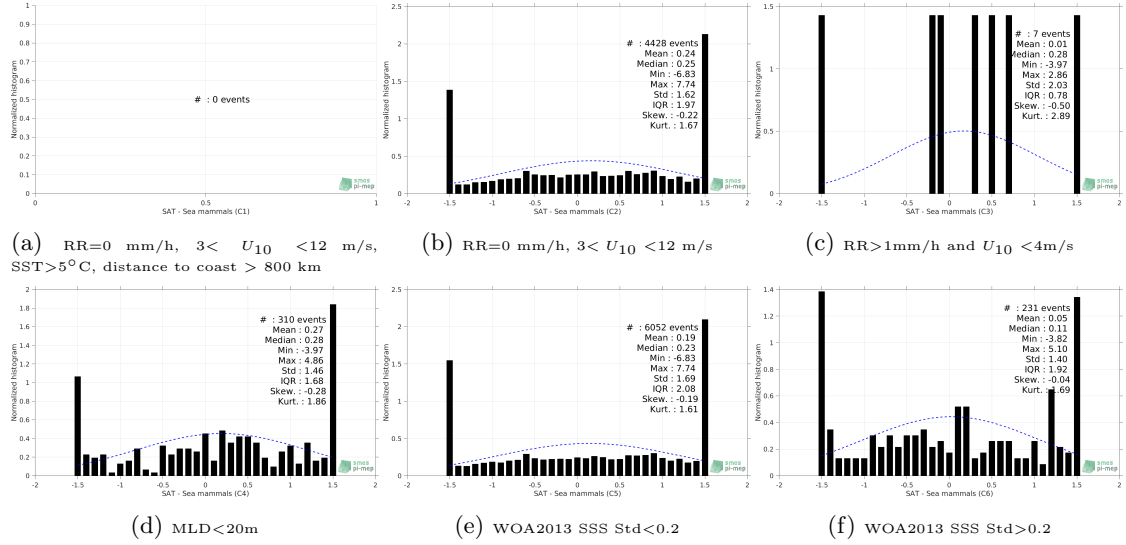 1
0.9
0.8
0.7
0.6
0.5
0.4
0.3
0.2
0.1
0
0
0.5
1
Normalized histogram
# : 0 events
smos
pi-mep
SAT - Sea mammals (C1)
(a) RR=0 mm/h, 3< U10 <12 m/s,
SST>5°C, distance to coast > 800 km
2.5
2
1.5
1
0.5
0
-2
-1.5
-1
-0.5
0
0.5
1
1.5
2
Normalized histogram
# : 4428 events
Mean : 0.24
Median : 0.25
Min : -6.83
Max : 7.74
Std : 1.62
IQR : 1.97
Skew. : -0.22
Kurt. : 1.67
smos
pi-mep
SAT - Sea mammals (C2)
(b) RR=0 mm/h, 3< U10 <12 m/s
1.5
1
0.5
0
-2
-1.5
-1
-0.5
0
0.5
1
1.5
2
Normalized histogram
# : 7 events
Mean : 0.01
Median : 0.28
Min : -3.97
Max : 2.86
Std : 2.03
IQR : 0.78
Skew. : -0.50
Kurt. : 2.89
smos
pi-mep
SAT - Sea mammals (C3)
(c) RR>1mm/h and U10 <4m/s
2
1.8
1.6
1.4
1.2
1
0.8
0.6
0.4
0.2
0
-2
-1.5
-1
-0.5
0
0.5
1
1.5
2
Normalized histogram
# : 310 events
Mean : 0.27
Median : 0.28
Min : -3.97
Max : 4.86
Std : 1.46
IQR : 1.68
Skew. : -0.28
Kurt. : 1.86
smos
pi-mep
SAT - Sea mammals (C4)
(d) MLD<20m
2.5
2
1.5
1
0.5
0
-2
-1.5
-1
-0.5
0
0.5
1
1.5
2
Normalized histogram
# : 6052 events
Mean : 0.19
Median : 0.23
Min : -6.83
Max : 7.74
Std : 1.69
IQR : 2.08
Skew. : -0.19
Kurt. : 1.61
smos
pi-mep
SAT - Sea mammals (C5)
(e) WOA2013 SSS Std<0.2
1.4
1.2
1
0.8
0.6
0.4
0.2
0
-2
-1.5
-1
-0.5
0
0.5
1
1.5
2
Normalized histogram
# : 231 events
Mean : 0.05
Median : 0.11
Min : -3.82
Max : 5.10
Std : 1.40
IQR : 1.92
Skew. : -0.04
Kurt. : 1.69
smos
pi-mep
SAT - Sea mammals (C6)
(f) WOA2013 SSS Std>0.2